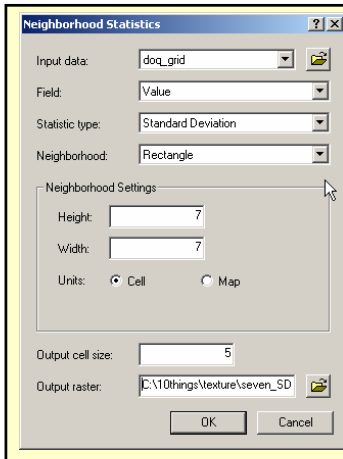 Neighborhood Statistics
Input data: doq_grid
Field: Value
Statistic type: Standard Deviation
Neighborhood: Rectangle
Neighborhood Settings
Height: 7
Width: 7
Units: Cell Map
Output cell size: 5
Output raster: C:\10things\texture\seven_SD
OK Cancel